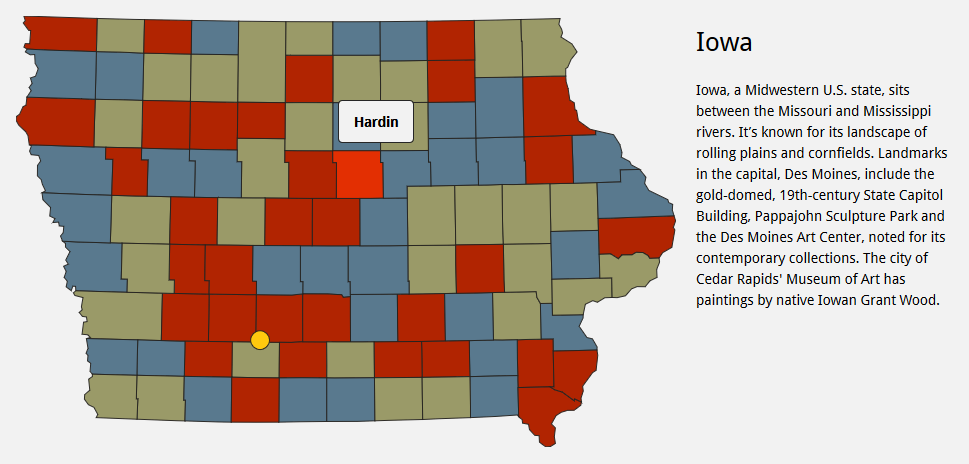 Hardin
Iowa
Iowa, a Midwestern U.S. state, sits
between the Missouri and Mississippi
rivers. It’s known for its landscape of
rolling plains and cornfields. Landmarks
in the capital, Des Moines, include the
gold-domed, 19th-century State Capitol
Building, Pappajohn Sculpture Park and
the Des Moines Art Center, noted for its
contemporary collections. The city of
Cedar Rapids' Museum of Art has
paintings by native Iowan Grant Wood.